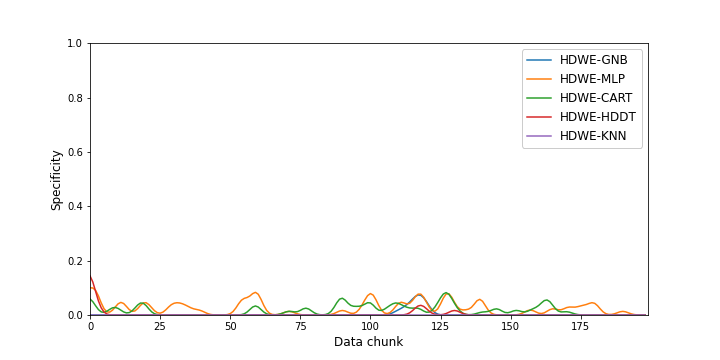 HDWE-GNB
HDWE-MLP
HDWE-CART
HDWE-HDDT
HDWE-KNN
Specificity
1.0
0.8
0.6
0.4
0.2
0.0
0 25 50 75 100 125 150 175
Data chunk